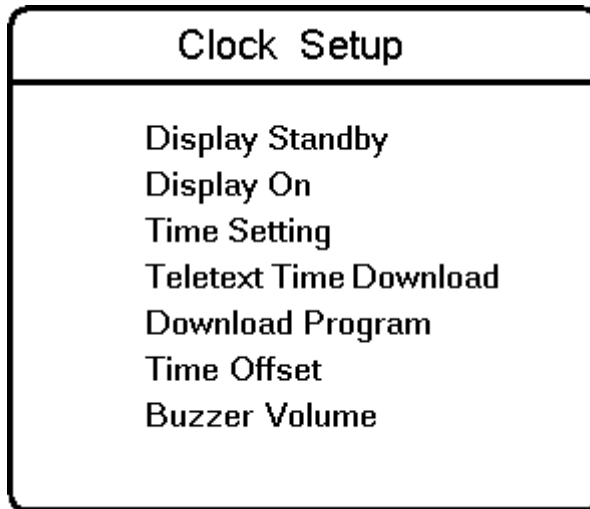 Clock Setup
Display Standby
Display On
Time Setting
Teletext Time Download
Download Program
Time Offset
Buzzer Volume